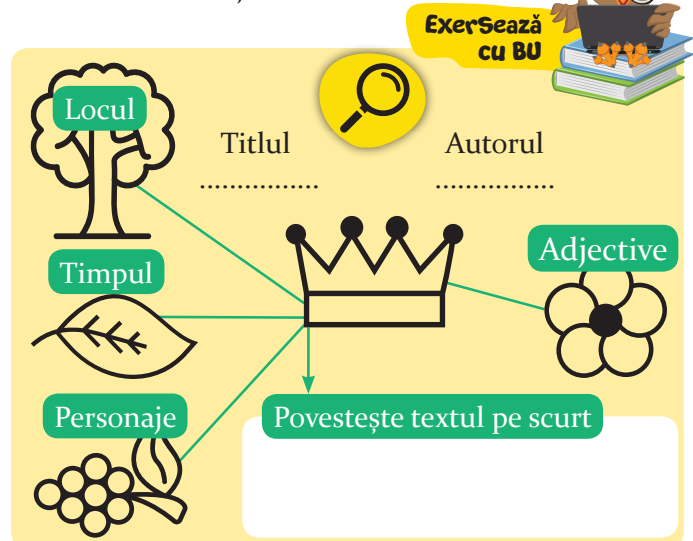 ExerSează
cu BU
Locul
Titlul
Autorul
...............
...............
Timpul
Adjective
Personaje
Povestește textul pe scurt